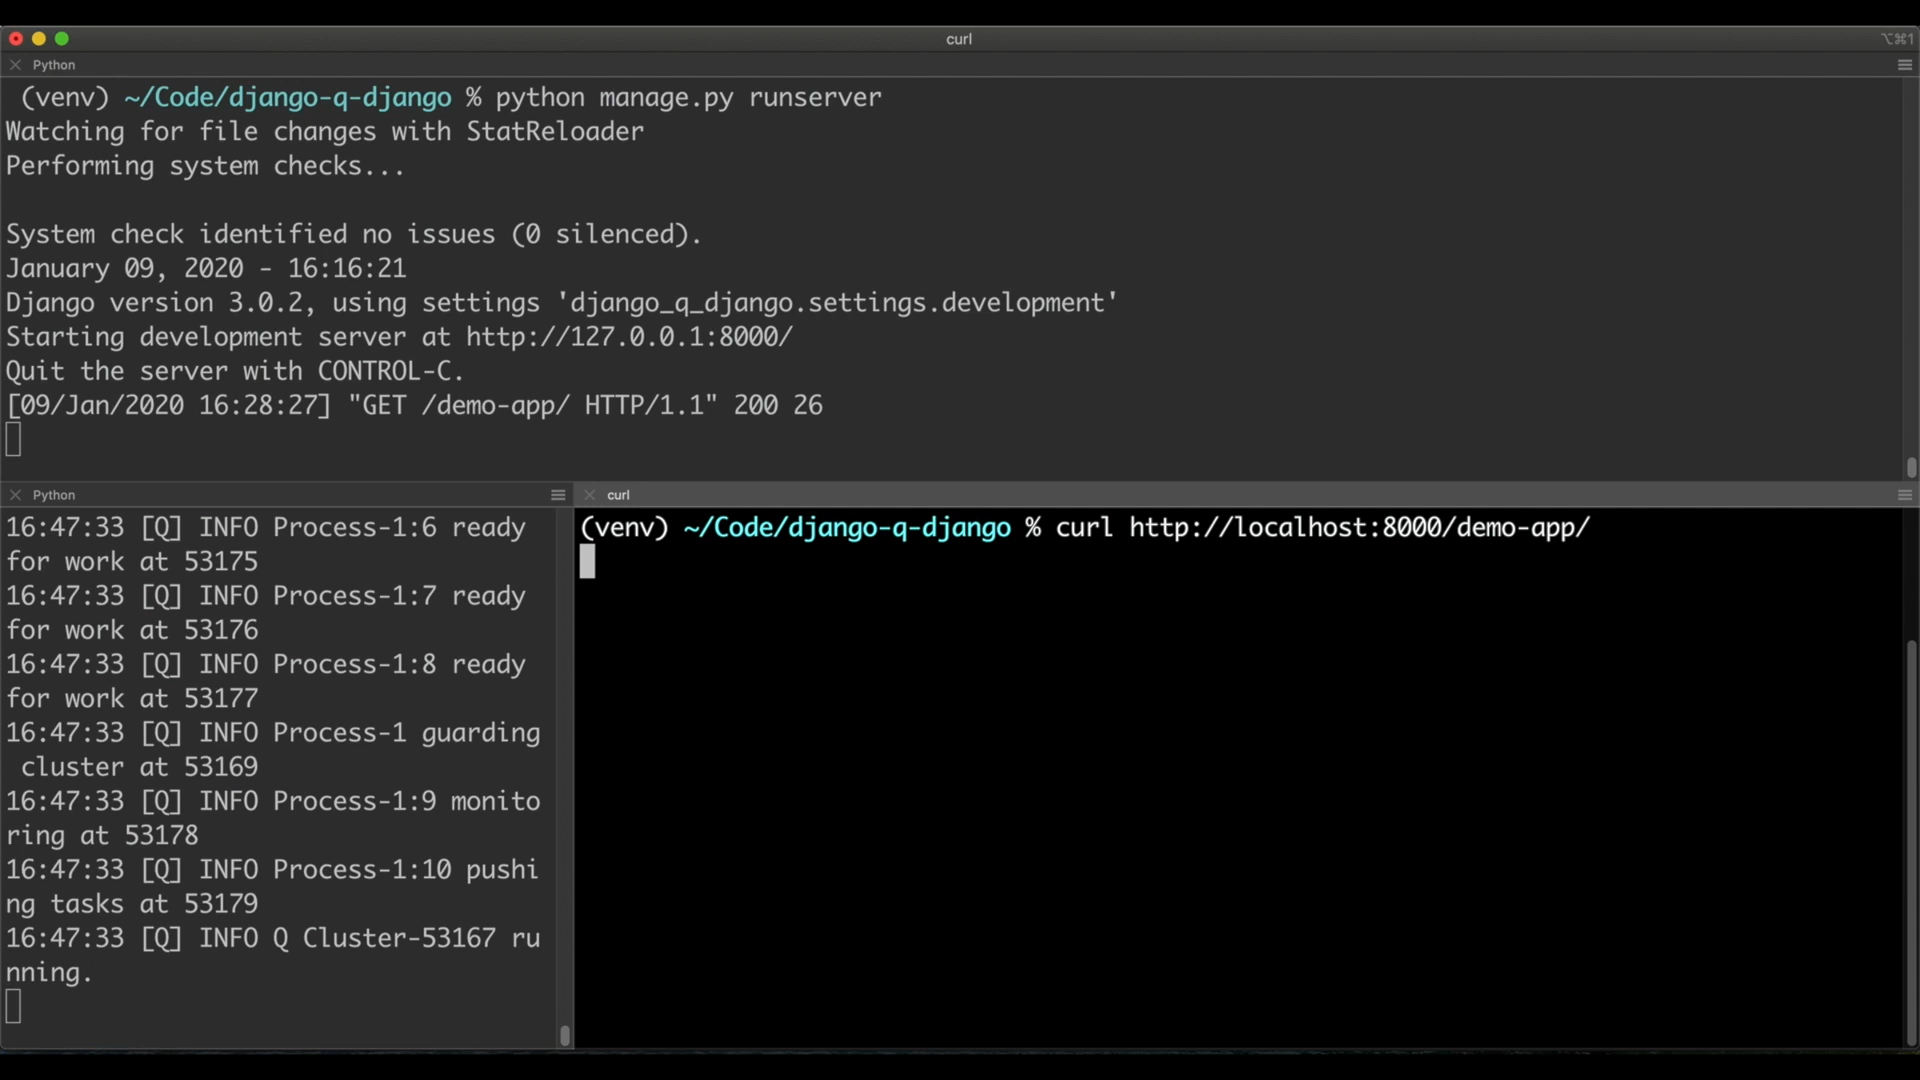 curl
⌥⌘1
Python
(venv) ~/Code/django-q-django % python manage.py runserver
Watching for file changes with StatReloader
Performing system checks...
System check identified no issues (0 silenced).
January 09, 2020 - 16:16:21
Django version 3.0.2, using settings 'django_q_django.settings.development'
Starting development server at http://127.0.0.1:8000/
Quit the server with CONTROL-C.
[09/Jan/2020 16:28:27] "GET /demo-app/ HTTP/1.1" 200 26
Python
16:47:33 [Q] INFO Process-1:6 ready
for work at 53175
16:47:33 [Q] INFO Process-1:7 ready
for work at 53176
16:47:33 [Q] INFO Process-1:8 ready
for work at 53177
16:47:33 [Q] INFO Process-1 guarding
cluster at 53169
16:47:33 [Q] INFO Process-1:9 monito
ring at 53178
16:47:33 [Q] INFO Process-1:10 pushi
ng tasks at 53179
16:47:33 [Q] INFO Q Cluster-53167 ru
nning.
curl
(venv) ~/Code/django-q-django % curl http://localhost:8000/demo-app/